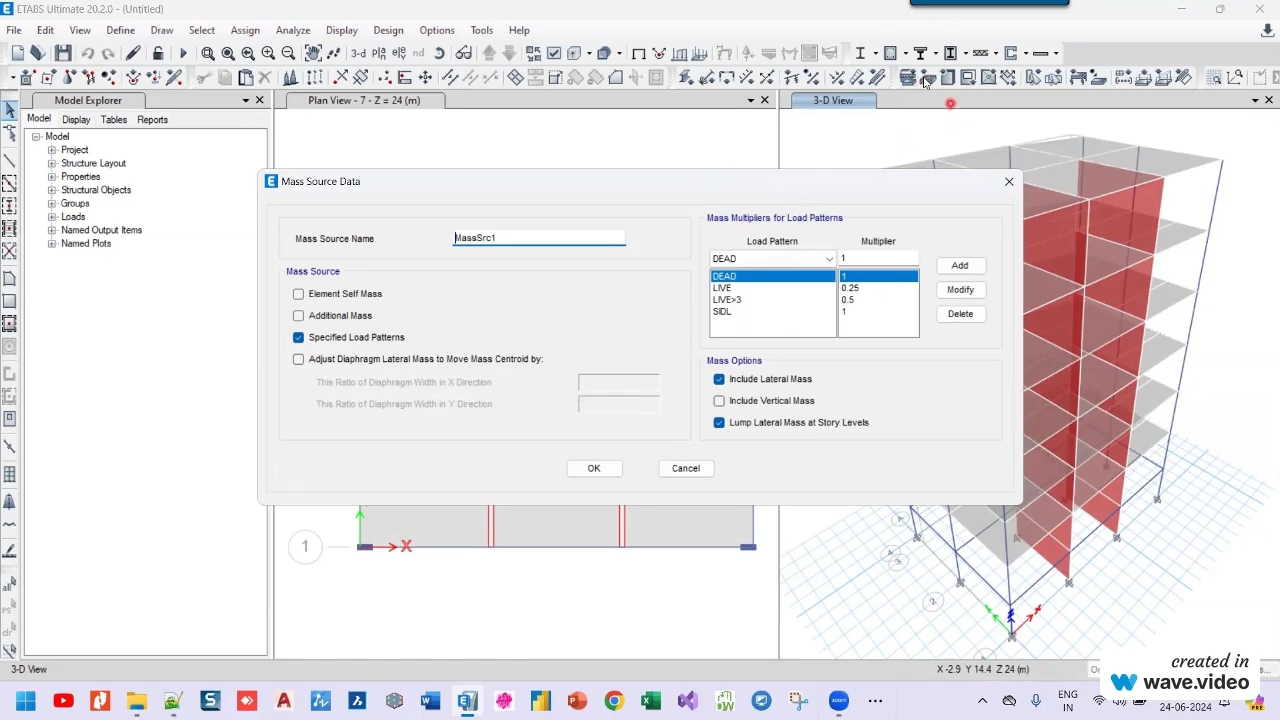 ETABS Ultimate 20.2.0 - (Untitled)
File Edit View Define Draw Select Assign Analyze Display Design Options Tools Help
3-d nd
Model Explorer
Plan View - 7 - Z = 24 (m)
3-D View
Model Display Tables Reports
Model
Project
Structure Layout
Properties
Structural Objects
Groups
Loads
Named Output Items
Named Plots
Mass Source Data
Mass Source Name MassSrc1
Mass Source
Element Self Mass
Additional Mass
Specified Load Patterns
Adjust Diaphragm Lateral Mass to Move Mass Centroid by:
This Ratio of Diaphragm Width in X Direction
This Ratio of Diaphragm Width in Y Direction
Mass Multipliers for Load Patterns
Load Pattern Multiplier
DEAD 1
DEAD 1
LIVE 0.25
LIVE>3 0.5
SIDL 1
Add
Modify
Delete
Mass Options
Include Lateral Mass
Include Vertical Mass
Lump Lateral Mass at Story Levels
OK Cancel
1
X
3
2
3-D View
X -2.9 Y 14.4 Z 24 (m)
created in
wave.video
ENG
IN
24-06-2024
zoom